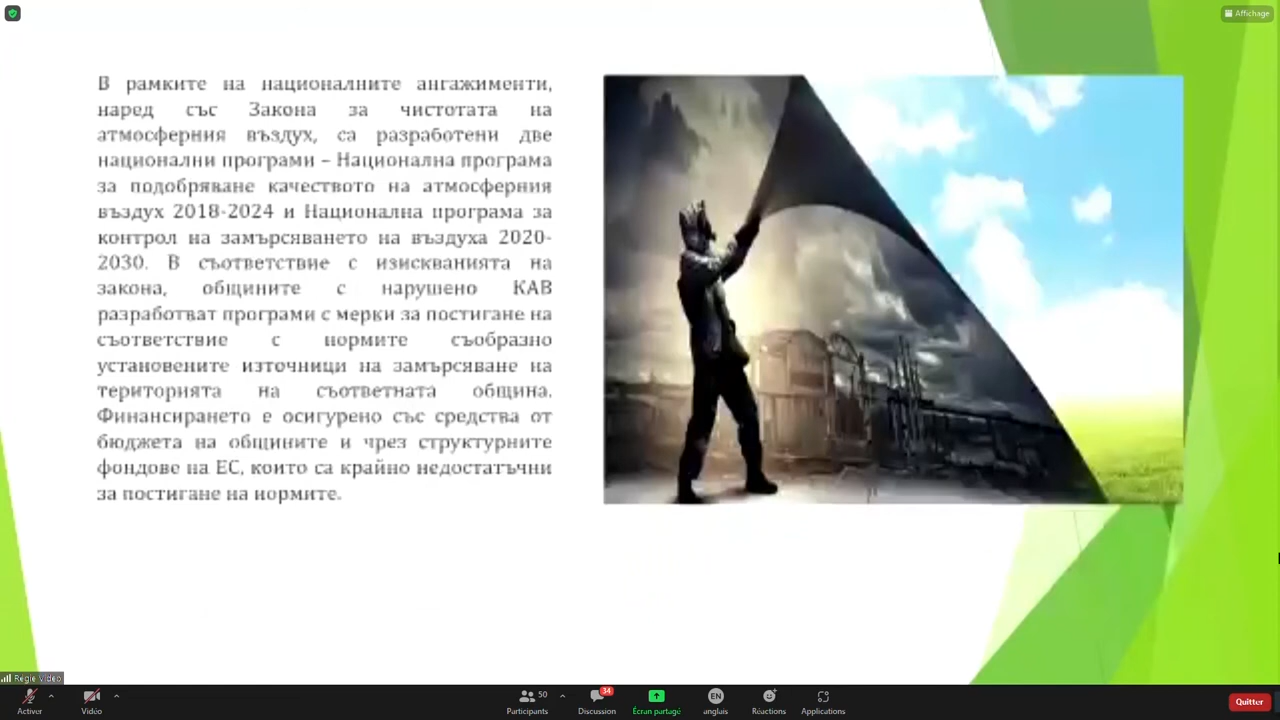 Affichage
В рамките на националните ангажименти,
наред със Закона за чистотата на
атмосферния въздух, са разработени две
национални програми – Национална програма
за подобряване качеството на атмосферния
въздух 2018-2024 и Национална програма за
контрол на замърсяването на въздуха 2020-
2030. В съответствие с изискванията на
закона, общините с нарушено КАВ
разработват програми с мерки за постигане на
съответствие с нормите съобразно
установените източници на замърсяване на
територията на съответната община.
Финансирането е осигурено със средства от
бюджета на общините и чрез структурните
фондове на ЕС, които са крайно недостатъчни
за постигане на нормите.
Régie Vidéo
Activer
Vidéo
Participants 50
Discussion 34
Écran partagé
EN anglais
Réactions
Applications
Quitter